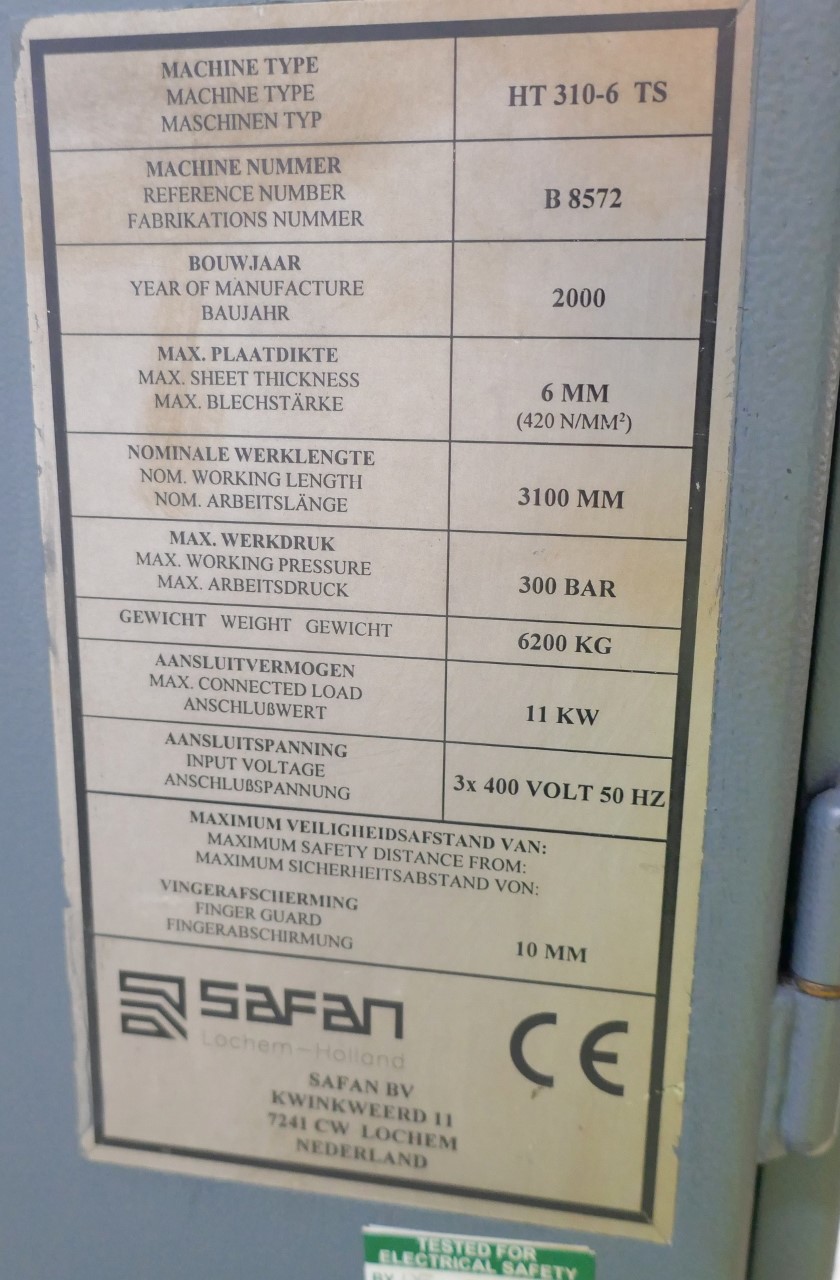 MACHINE TYPE
MACHINE TYPE
MASCHINEN TYP
HT 310-6 TS
MACHINE NUMMER
REFERENCE NUMBER
FABRIKATIONS NUMMER
B 8572
BOUWJAAR
YEAR OF MANUFACTURE
BAUJAHR
2000
MAX. PLAATDIKTE
MAX. SHEET THICKNESS
MAX. BLECHSTÄRKE
6 MM
(420 N/MM²)
NOMINALE WERKLENGTE
NOM. WORKING LENGTH
NOM. ARBEITSLÄNGE
3100 MM
MAX. WERKDRUK
MAX. WORKING PRESSURE
MAX. ARBEITSDRUCK
300 BAR
GEWICHT WEIGHT GEWICHT
6200 KG
AANSLUITVERMOGEN
MAX. CONNECTED LOAD
ANSCHLUßWERT
11 KW
AANSLUITSPANNING
INPUT VOLTAGE
ANSCHLUßSPANNUNG
3x 400 VOLT 50 HZ
MAXIMUM VEILIGHEIDSAFSTAND VAN:
MAXIMUM SAFETY DISTANCE FROM:
MAXIMUM SICHERHEITSABSTAND VON:
VINGERAFSCHERMING
FINGER GUARD
FINGERABSCHIRMUNG
10 MM
SAFAN
Lochem-Holland
CE
SAFAN BV
KWINKWEERD 11
7241 CW LOCHEM
NEDERLAND
TESTED FOR
ELECTRICAL SAFETY
BY